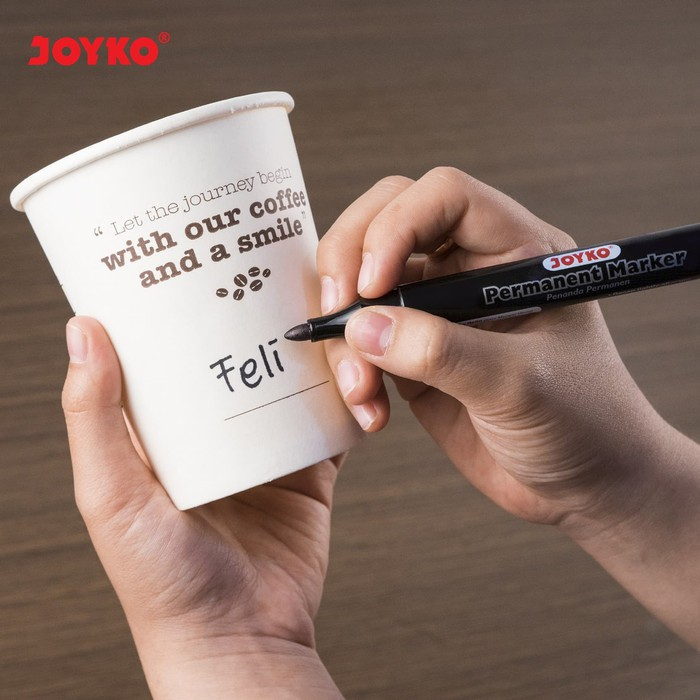 JOYKO®
“ Let the journey begin
with our coffee
and a smile”
Feli
JOYKO
Permanent Marker
Penanda Permanen